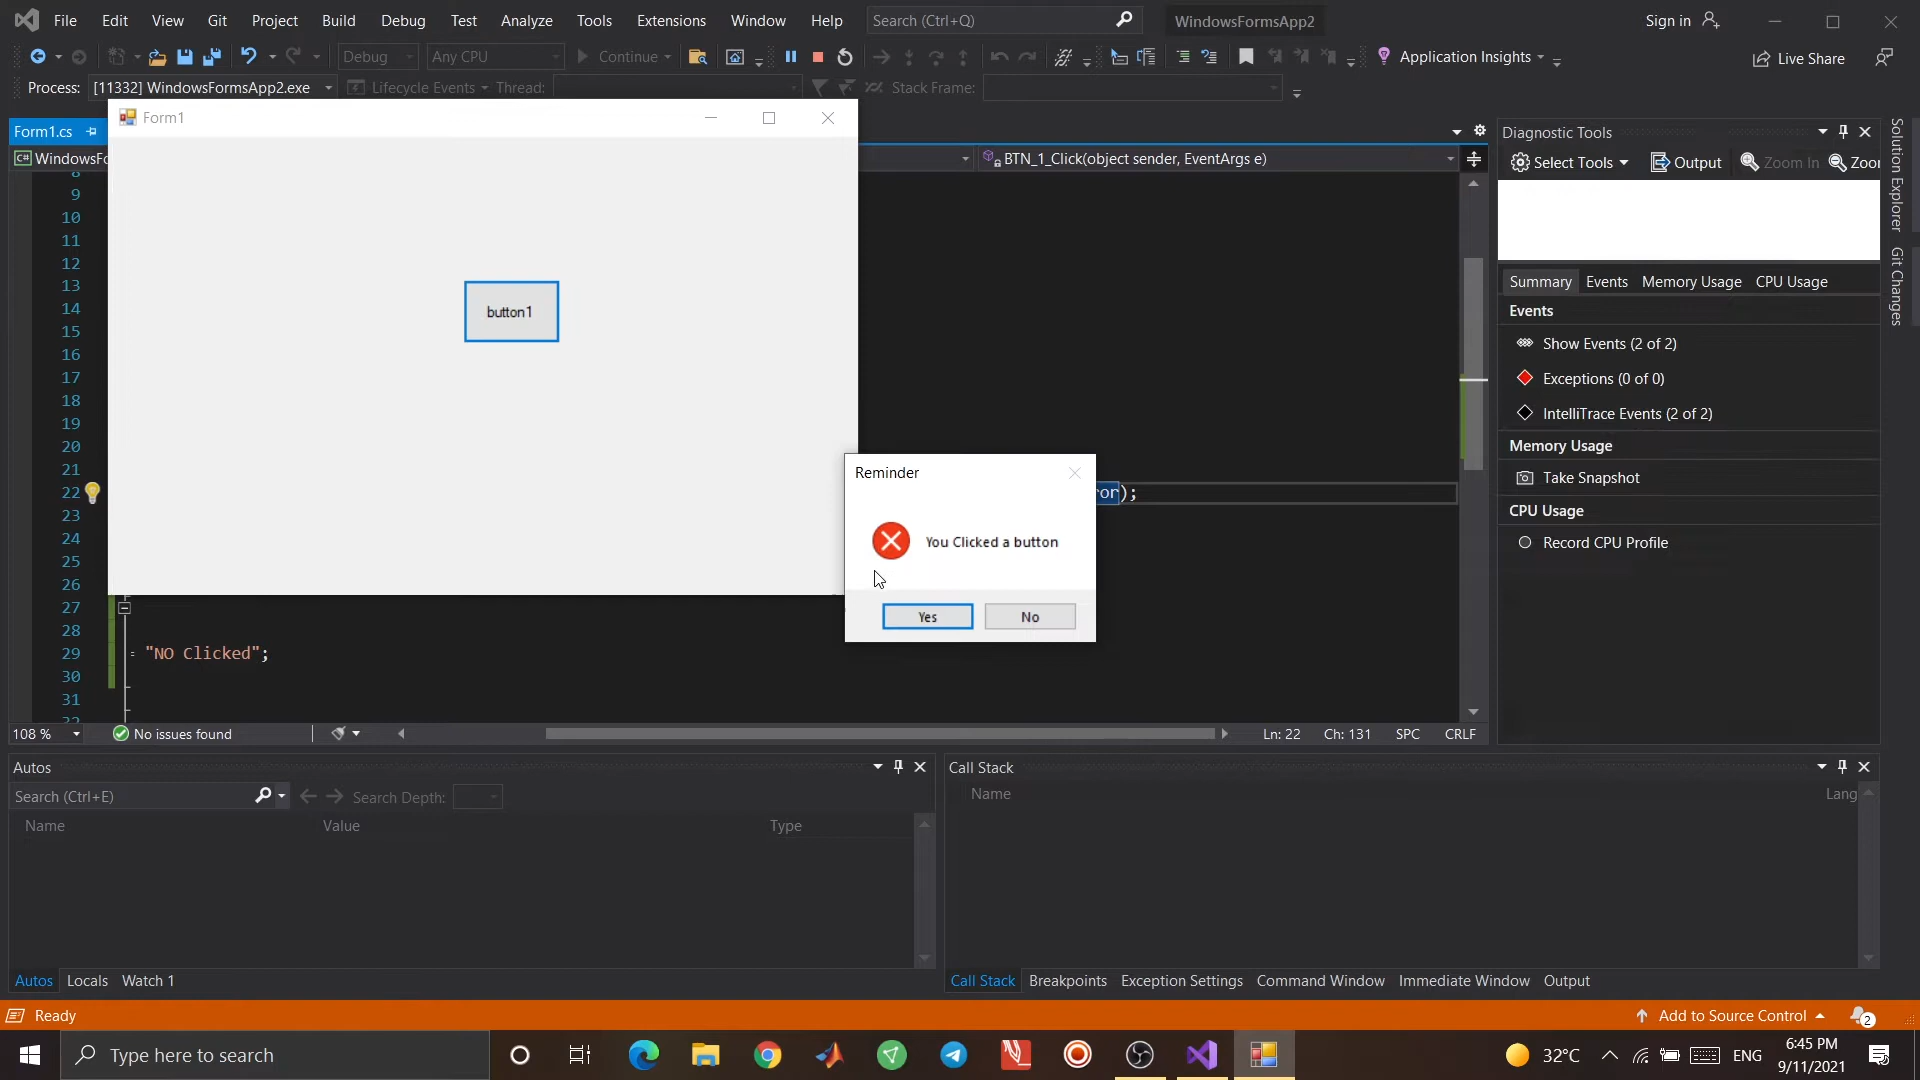 File Edit View Git Project Build Debug Test Analyze Tools Extensions Window Help Search (Ctrl+Q) WindowsFormsApp2 Sign in
Debug Any CPU Continue Application Insights Live Share
Process: [11332] WindowsFormsApp2.exe Lifecycle Events Thread: Stack Frame:
Form1
Form1.cs
BTN_1_Click(object sender, EventArgs e)
9
10
11
12
13
14
15
16
17
18
19
20
21
22
23
24
25
26
27
28
29
30
31
32
button1
Reminder
You Clicked a button
Yes No
);
= "NO Clicked";
108 % No issues found Ln: 22 Ch: 131 SPC CRLF
Diagnostic Tools
Select Tools Output Zoom In
Summary Events Memory Usage CPU Usage
Events
Show Events (2 of 2)
Exceptions (0 of 0)
IntelliTrace Events (2 of 2)
Memory Usage
Take Snapshot
CPU Usage
Record CPU Profile
Solution Explorer
Git Changes
Autos
Search (Ctrl+E) Search Depth:
Name Value Type
Autos Locals Watch 1
Call Stack
Name Lang
Call Stack Breakpoints Exception Settings Command Window Immediate Window Output
Ready Add to Source Control 2
Type here to search 32°C ENG 6:45 PM
9/11/2021